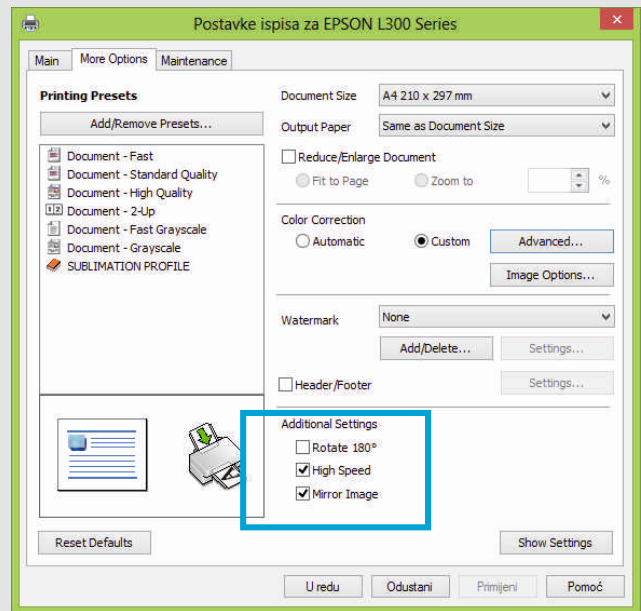 Postavke ispisa za EPSON L300 Series
Main More Options Maintenance
Printing Presets
Add/Remove Presets...
Document - Fast
Document - Standard Quality
Document - High Quality
1 2 Document - 2-Up
Document - Fast Grayscale
Document - Grayscale
SUBLIMATION PROFILE
Document Size A4 210 x 297 mm
Output Paper Same as Document Size
Reduce/Enlarge Document
Fit to Page Zoom to %
Color Correction
Automatic Custom Advanced...
Image Options...
Watermark None
Add/Delete... Settings...
Header/Footer Settings...
Additional Settings
Rotate 180°
High Speed
Mirror Image
Reset Defaults Show Settings
U redu Odustani Primijeni Pomoć